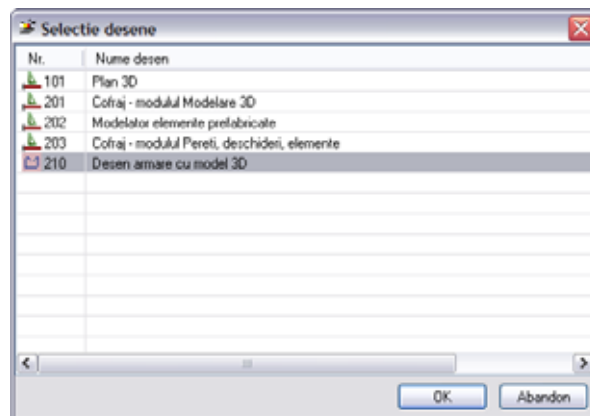 Selectie desene
Nr. Nume desen
101 Plan 3D
201 Cofraj - modulul Modelare 3D
202 Modelator elemente prefabricate
203 Cofraj - modulul Pereti, deschideri, elemente
210 Desen armare cu model 3D
OK Abandon